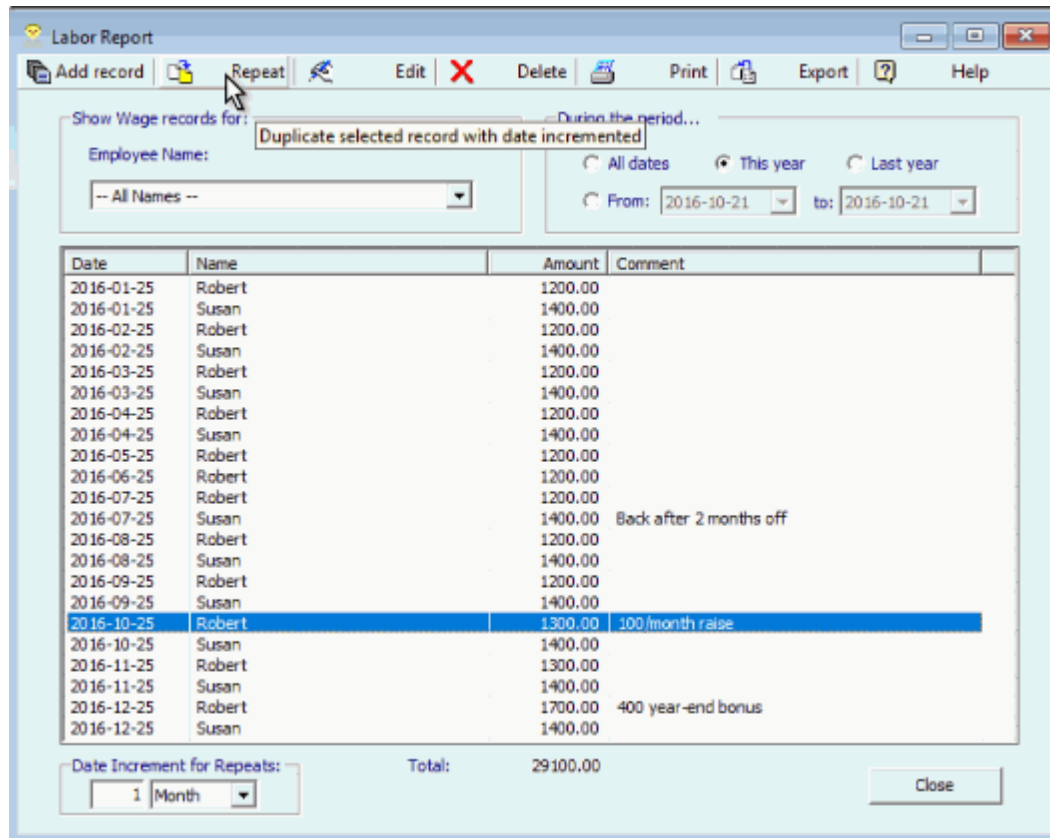 Labor Report
Add record Repeat Edit Delete Print Export Help
Show Wage records for:
During the period...
Duplicate selected record with date incremented
Employee Name:
All dates This year Last year
-- All Names --
From: 2016-10-21 to: 2016-10-21
Date Name Amount Comment
2016-01-25 Robert 1200.00
2016-01-25 Susan 1400.00
2016-02-25 Robert 1200.00
2016-02-25 Susan 1400.00
2016-03-25 Robert 1200.00
2016-03-25 Susan 1400.00
2016-04-25 Robert 1200.00
2016-04-25 Susan 1400.00
2016-05-25 Robert 1200.00
2016-06-25 Robert 1200.00
2016-07-25 Robert 1200.00
2016-07-25 Susan 1400.00 Back after 2 months off
2016-08-25 Robert 1200.00
2016-08-25 Susan 1400.00
2016-09-25 Robert 1200.00
2016-09-25 Susan 1400.00
2016-10-25 Robert 1300.00 100/month raise
2016-10-25 Susan 1400.00
2016-11-25 Robert 1300.00
2016-11-25 Susan 1400.00
2016-12-25 Robert 1700.00 400 year-end bonus
2016-12-25 Susan 1400.00
Date Increment for Repeats:
Total: 29100.00
1 Month
Close